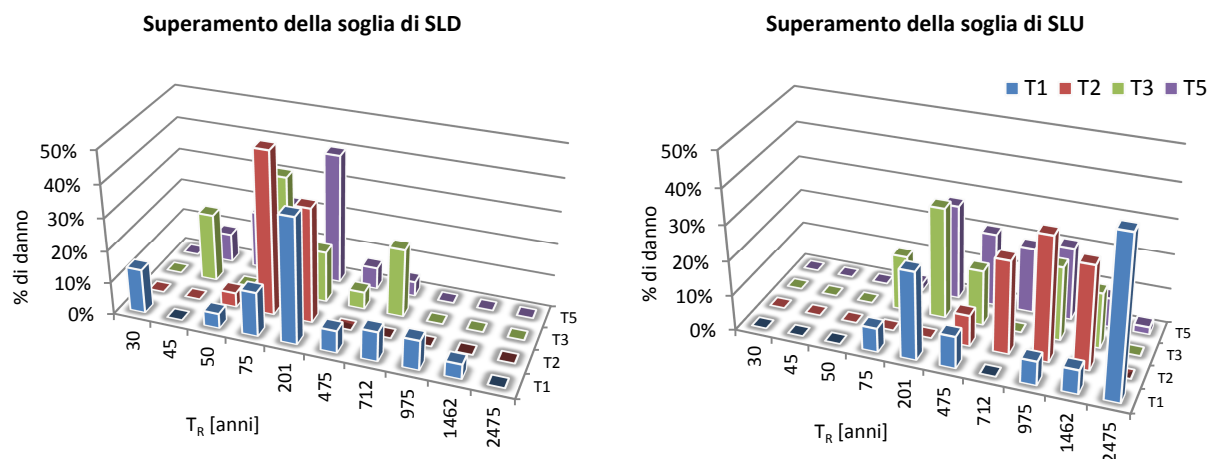 Superamento della soglia di SLD
50%
40%
30%
20%
10%
0%
% di danno
30
45
50
75
201
475
712
975
1462
2475
T5
T3
T2
T1
TR [anni]
Superamento della soglia di SLU
T1 T2 T3 T5
50%
40%
30%
20%
10%
0%
% di danno
30
45
50
75
201
475
712
975
1462
2475
T5
T3
T2
T1
TR [anni]